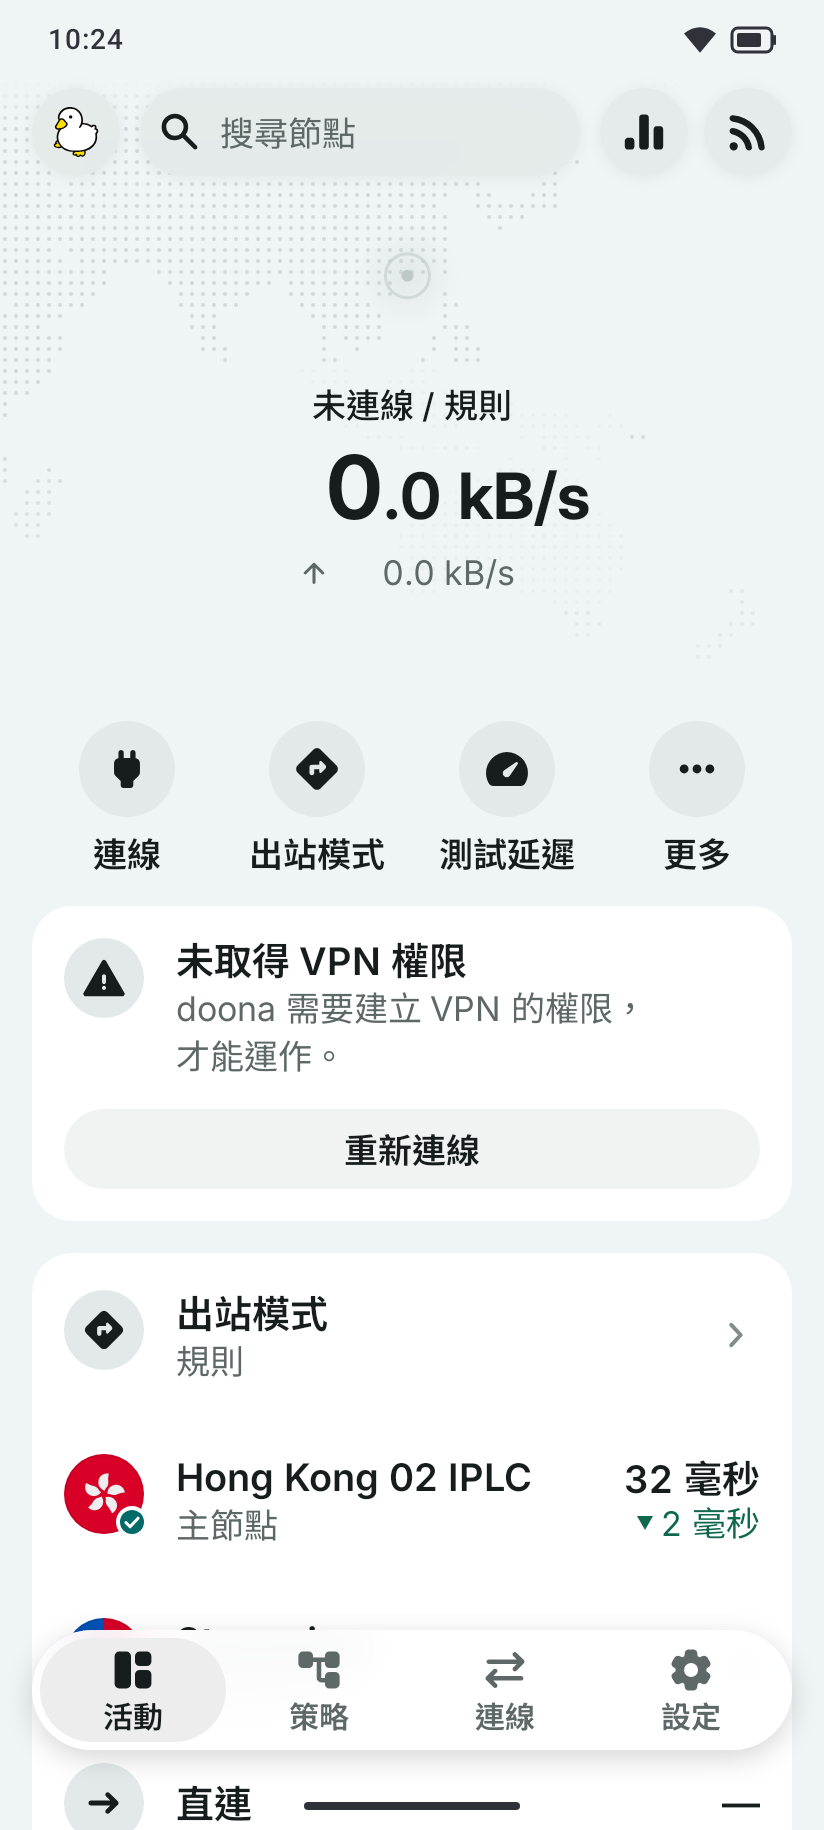 10:24
搜尋節點
未連線 / 規則
0.0 kB/s
0.0 kB/s
連線
出站模式
測試延遲
更多
未取得 VPN 權限
doona 需要建立 VPN 的權限，
才能運作。
重新連線
出站模式
規則
Hong Kong 02 IPLC
32 毫秒
主節點
2 毫秒
活動
策略
連線
設定
直連
—